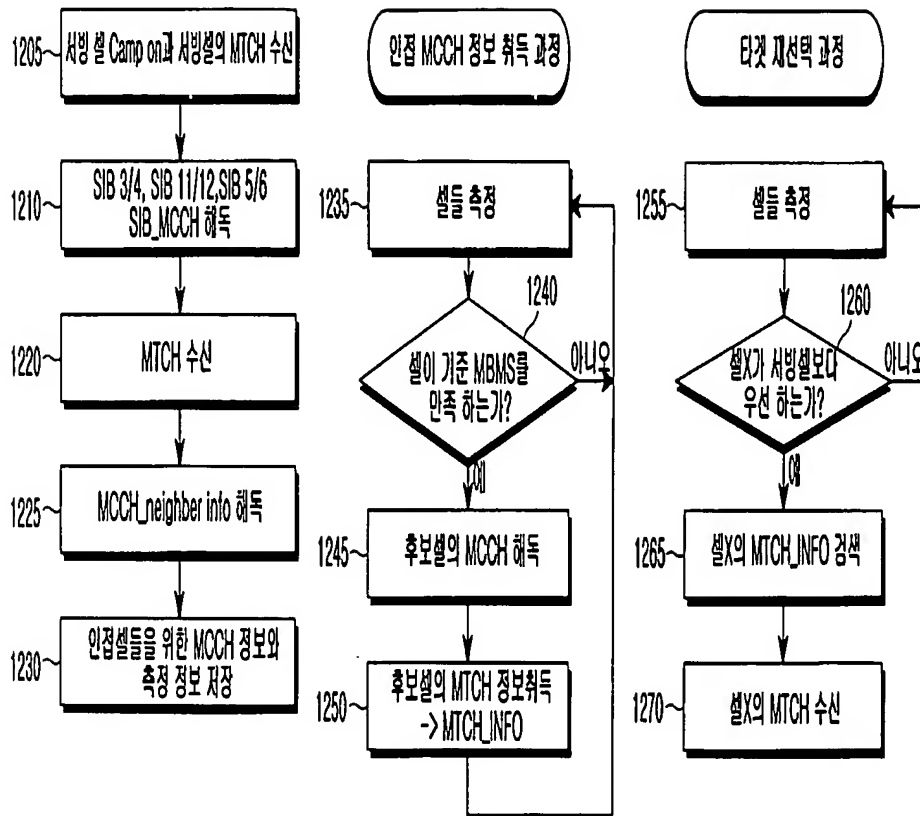 1205
서빙 셀 Camp on과 서빙셀의 MTCH 수신
1210
SIB 3/4, SIB 11/12,SIB 5/6
SIB_MCCH 해독
1220
MTCH 수신
1225
MCCH_neighber info 해독
1230
인접셀들을 위한 MCCH 정보와
측정 정보 저장
인접 MCCH 정보 취득 과정
1235
셀들 측정
1240
셀이 기준 MBMS를
만족 하는가?
아니오
예
1245
후보셀의 MCCH 해독
1250
후보셀의 MTCH 정보취득
-> MTCH_INFO
타겟 재선택 과정
1255
셀들 측정
1260
셀X가 서빙셀보다
우선 하는가?
아니오
예
1265
셀X의 MTCH_INFO 검색
1270
셀X의 MTCH 수신